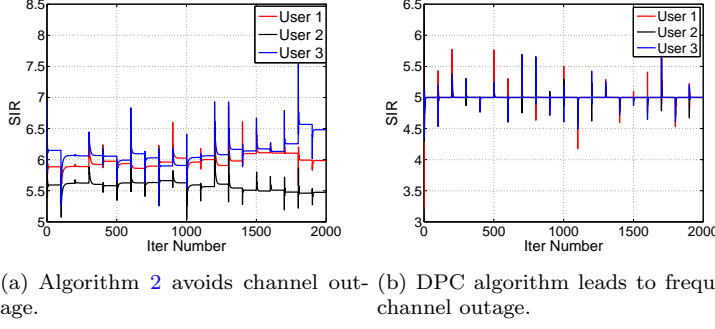 8.5
8
7.5
7
6.5
6
5.5
5
0 500 1000 1500 2000
SIR
Iter Number
User 1
User 2
User 3
6.5
6
5.5
5
4.5
4
3.5
3
0 500 1000 1500 2000
SIR
Iter Number
User 1
User 2
User 3
(a) Algorithm 2 avoids channel out-
age.
(b) DPC algorithm leads to frequ
channel outage.